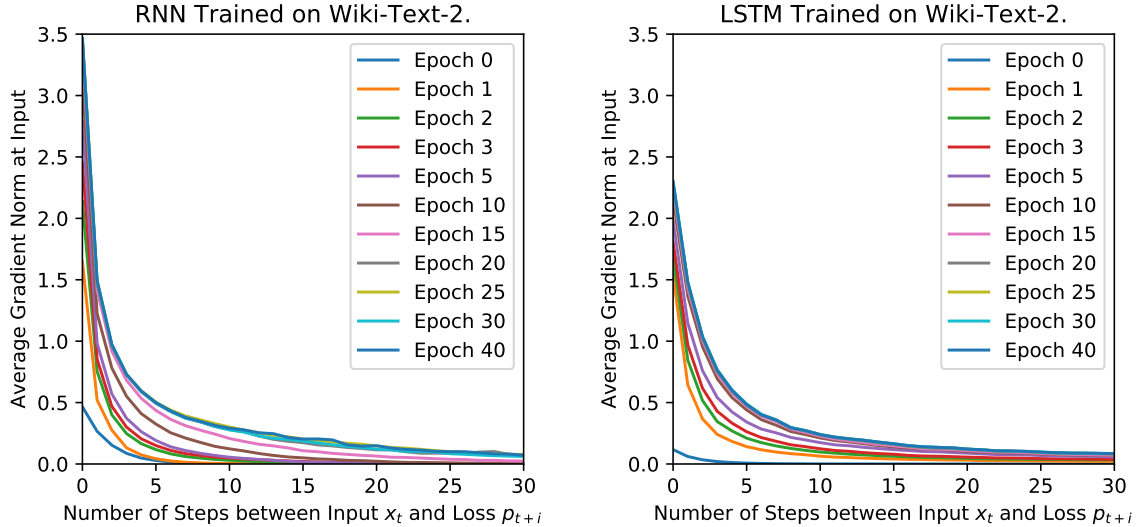 RNN Trained on Wiki-Text-2.
3.5
3.0
2.5
2.0
1.5
1.0
0.5
0.0
Average Gradient Norm at Input
Epoch 0
Epoch 1
Epoch 2
Epoch 3
Epoch 5
Epoch 10
Epoch 15
Epoch 20
Epoch 25
Epoch 30
Epoch 40
0 5 10 15 20 25 30
Number of Steps between Input x_t and Loss p_{t+i}
LSTM Trained on Wiki-Text-2.
3.5
3.0
2.5
2.0
1.5
1.0
0.5
0.0
Average Gradient Norm at Input
Epoch 0
Epoch 1
Epoch 2
Epoch 3
Epoch 5
Epoch 10
Epoch 15
Epoch 20
Epoch 25
Epoch 30
Epoch 40
0 5 10 15 20 25 30
Number of Steps between Input x_t and Loss p_{t+i}